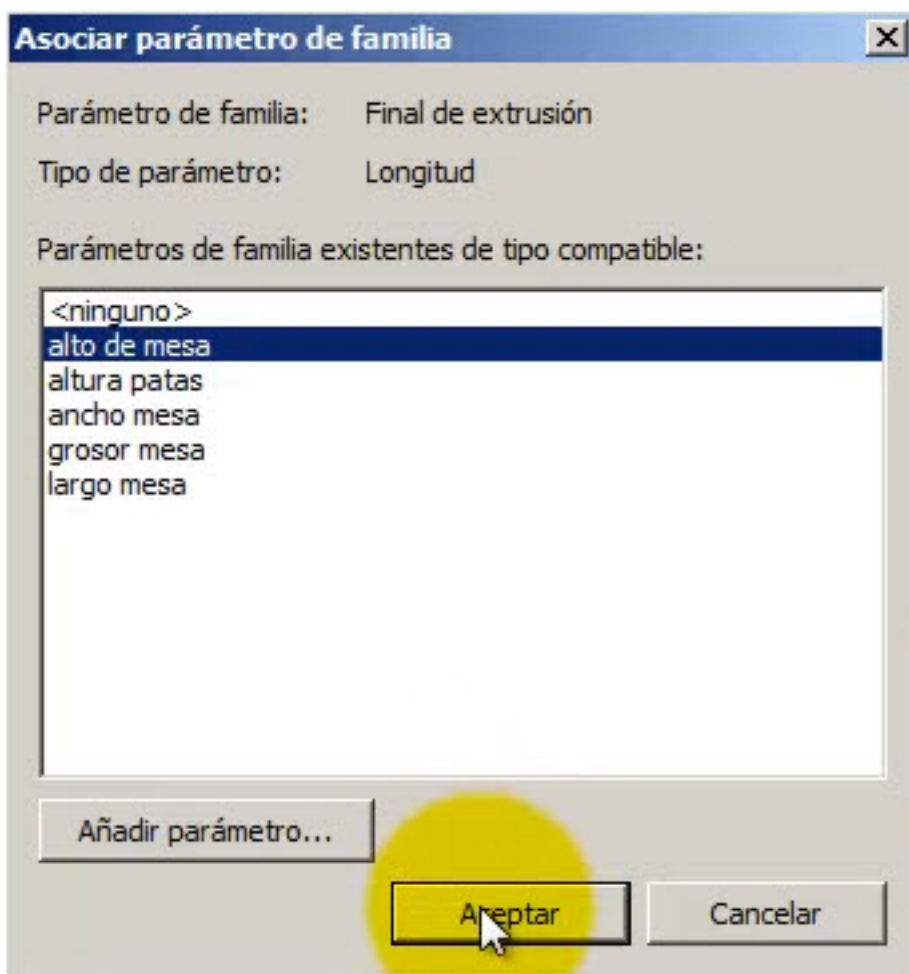 Asociar parámetro de familia
Parámetro de familia: Final de extrusión
Tipo de parámetro: Longitud
Parámetros de familia existentes de tipo compatible:
<ninguno>
alto de mesa
altura patas
ancho mesa
grosor mesa
largo mesa
Añadir parámetro...
Aceptar Cancelar